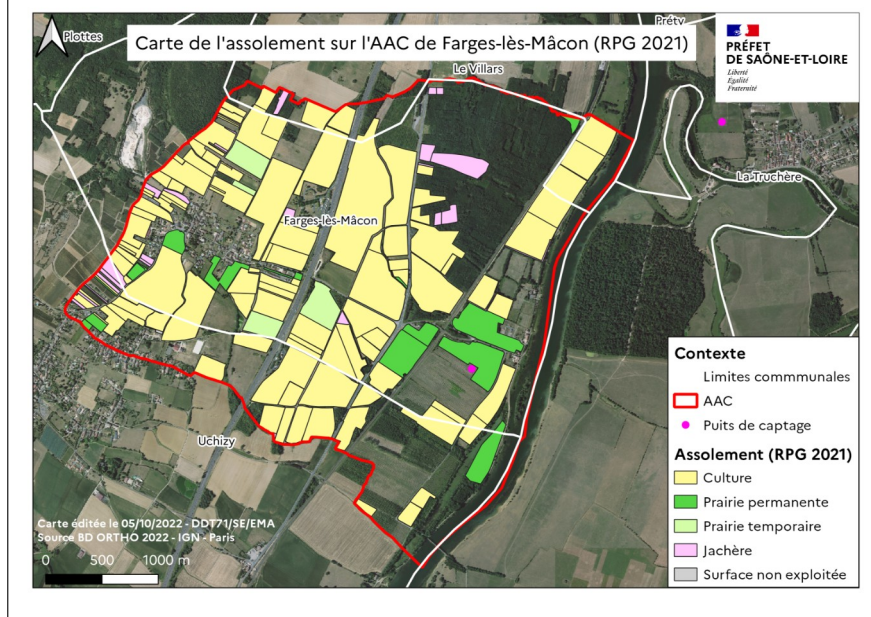 Plottes
Préty
Carte de l'assolement sur l'AAC de Farges-lès-Mâcon (RPG 2021)
Le Villars
PRÉFET
DE SAÔNE-ET-LOIRE
Liberté
Égalité
Fraternité
La Truchère
Farges-lès-Mâcon
Uchizy
Contexte
Limites commmunales
AAC
Puits de captage
Assolement (RPG 2021)
Culture
Prairie permanente
Prairie temporaire
Jachère
Surface non exploitée
Carte éditée le 05/10/2022 - DDT71/SE/EMA
Source BD ORTHO 2022 - IGN - Paris
0 500 1000 m